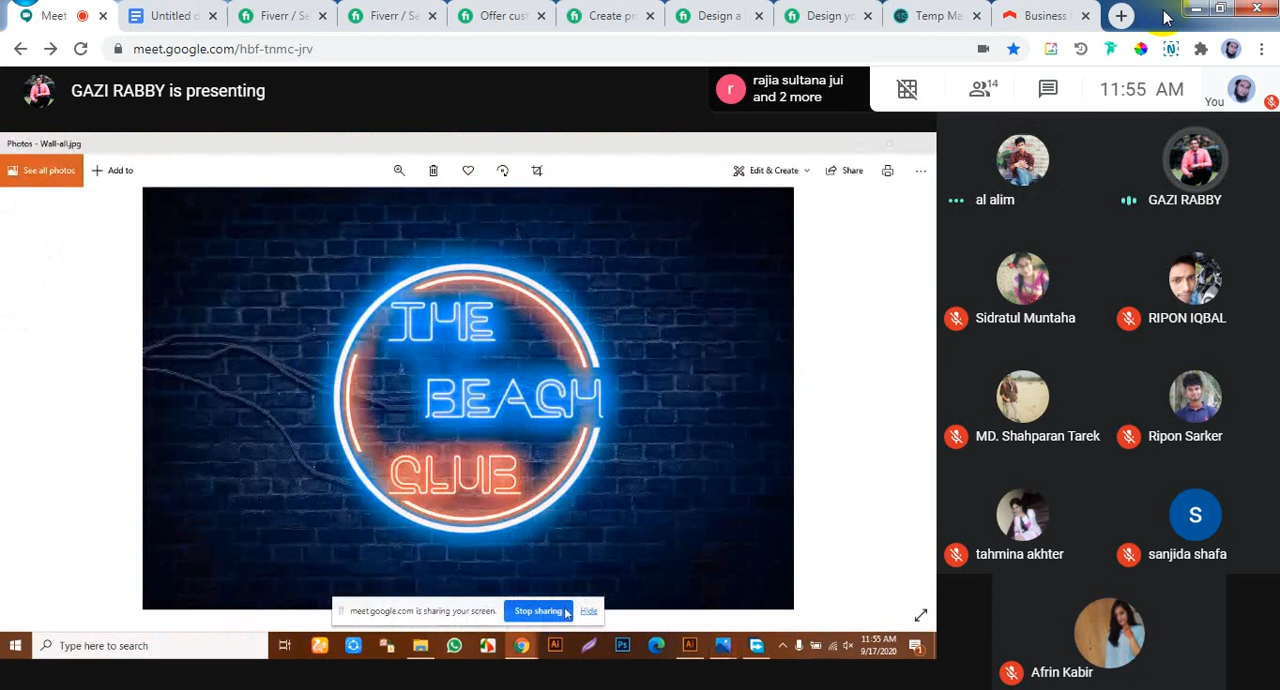 Meet
Untitled d
Fiverr / Se
Fiverr / Se
Offer cust
Create pr
Design a l
Design yo
Temp Ma
Business
meet.google.com/hbf-tnmc-jrv
GAZI RABBY is presenting
r
rajia sultana jui
and 2 more
14
11:55 AM
You
Photos - Wall-all.jpg
See all photos
Add to
Edit & Create
Share
THE
BEACH
CLUB
al alim
GAZI RABBY
Sidratul Muntaha
RIPON IQBAL
MD. Shahparan Tarek
Ripon Sarker
tahmina akhter
S
sanjida shafa
Afrin Kabir
meet.google.com is sharing your screen.
Stop sharing
Hide
Type here to search
Ai
Ps
Ai
11:55 AM
9/17/2020